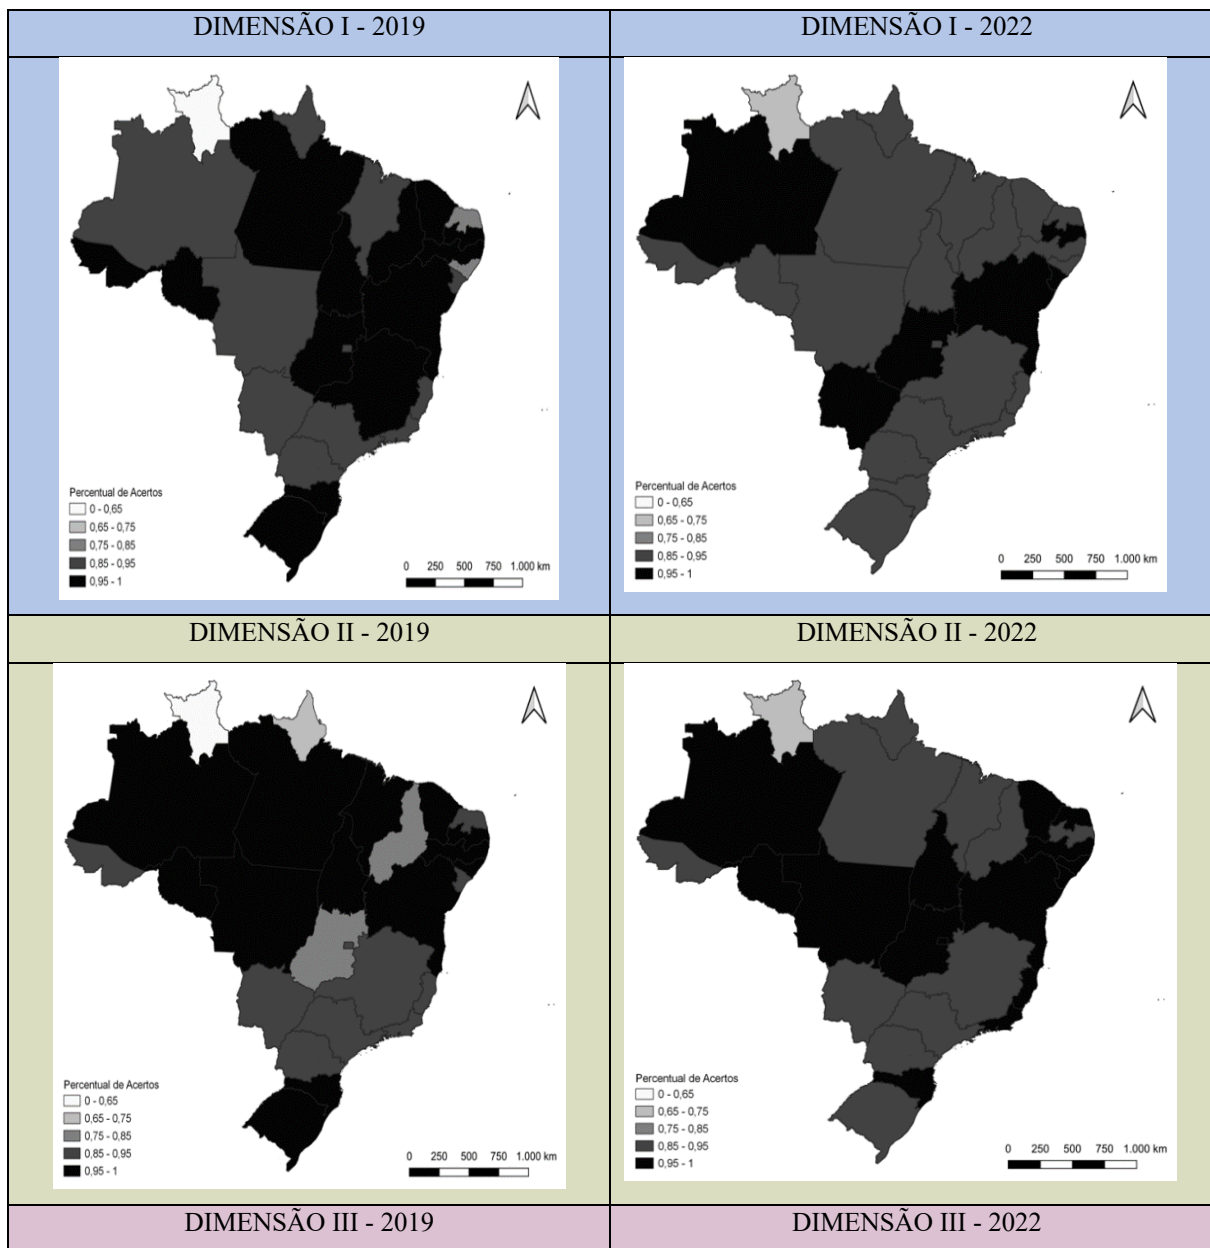 DIMENSÃO I - 2019
DIMENSÃO I - 2022
Percentual de Acertos
0 - 0,65
0,65 - 0,75
0,75 - 0,85
0,85 - 0,95
0,95 - 1
0 250 500 750 1.000 km
Percentual de Acertos
0 - 0,65
0,65 - 0,75
0,75 - 0,85
0,85 - 0,95
0,95 - 1
0 250 500 750 1.000 km
DIMENSÃO II - 2019
DIMENSÃO II - 2022
Percentual de Acertos
0 - 0,65
0,65 - 0,75
0,75 - 0,85
0,85 - 0,95
0,95 - 1
0 250 500 750 1.000 km
Percentual de Acertos
0 - 0,65
0,65 - 0,75
0,75 - 0,85
0,85 - 0,95
0,95 - 1
0 250 500 750 1.000 km
DIMENSÃO III - 2019
DIMENSÃO III - 2022